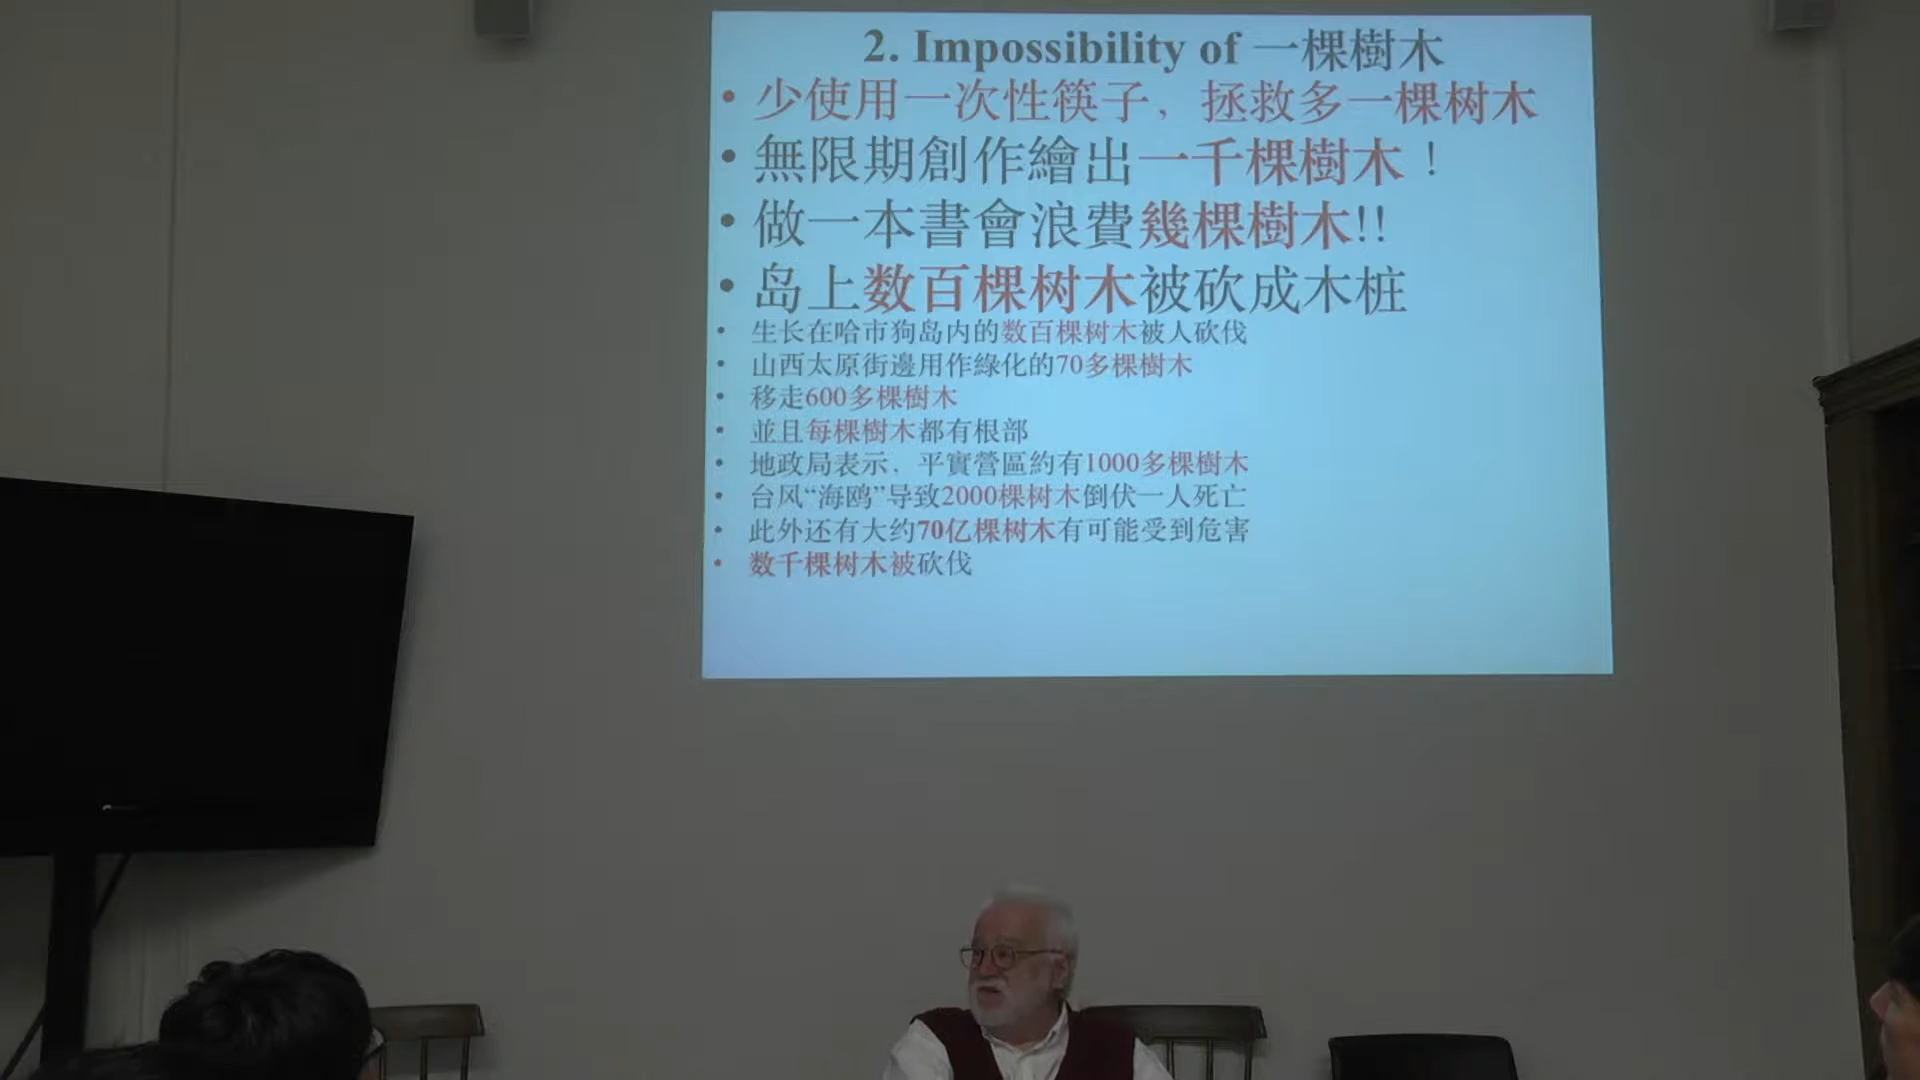 2. Impossibility of 一棵樹木
• 少使用一次性筷子，拯救多一棵树木
• 無限期創作繪出一千棵樹木！
• 做一本書會浪費幾棵樹木!!
• 岛上数百棵树木被砍成木桩
• 生长在哈市狗岛内的数百棵树木被人砍伐
• 山西太原街邊用作綠化的70多棵樹木
• 移走600多棵樹木
• 並且每棵樹木都有根部
• 地政局表示，平實營區約有1000多棵樹木
• 台风“海鸥”导致2000棵树木倒伏一人死亡
• 此外还有大约70亿棵树木有可能受到危害
• 数千棵树木被砍伐